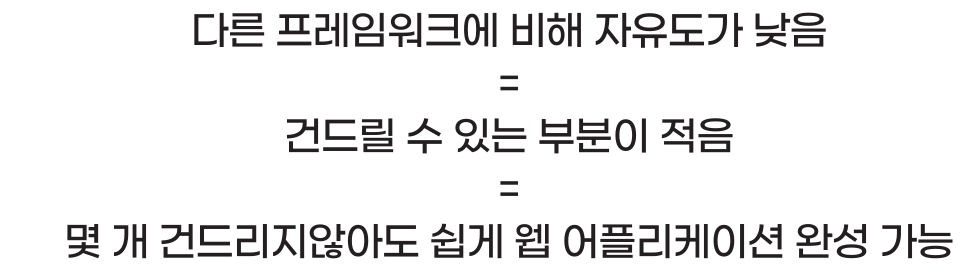 다른 프레임워크에 비해 자유도가 낮음
=
건드릴 수 있는 부분이 적음
=
몇 개 건드리지않아도 쉽게 웹 어플리케이션 완성 가능